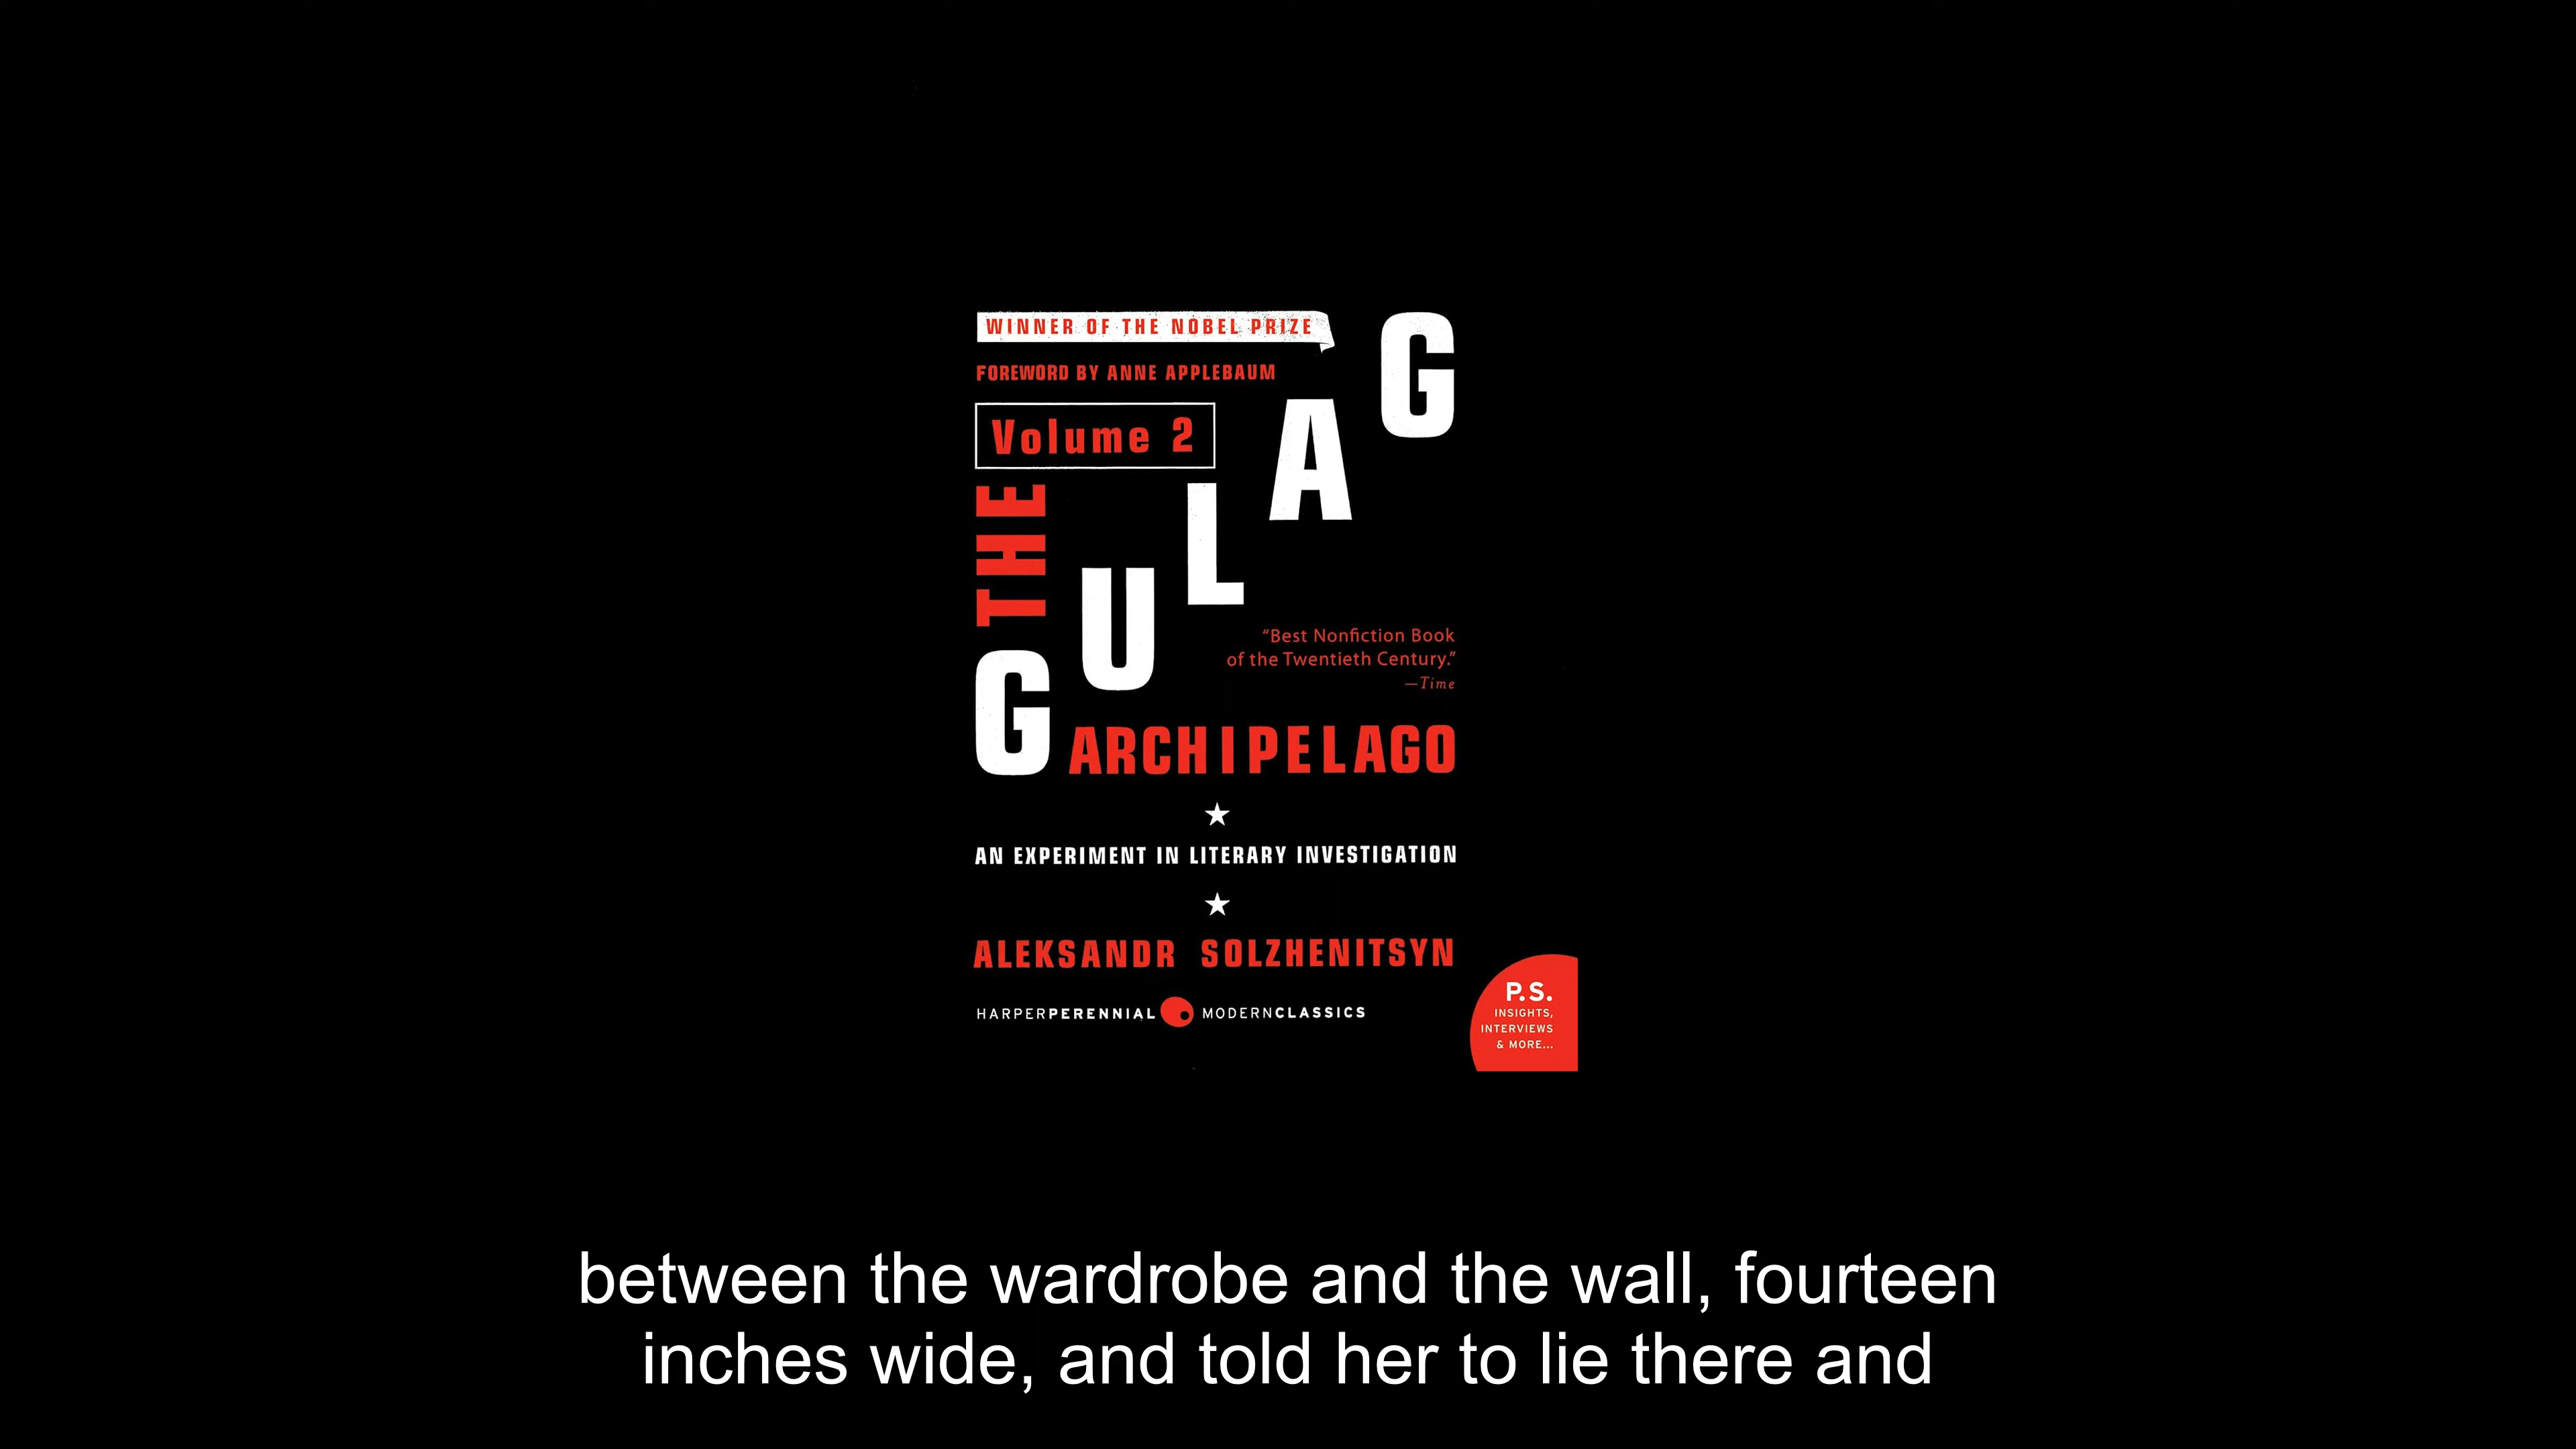 WINNER OF THE NOBEL PRIZE
FOREWORD BY ANNE APPLEBAUM
Volume 2
THE
GULAG
“Best Nonfiction Book
of the Twentieth Century.”
—Time
ARCHIPELAGO
★
AN EXPERIMENT IN LITERARY INVESTIGATION
★
ALEKSANDR SOLZHENITSYN
HARPERPERENNIAL MODERNCLASSICS
P.S.
INSIGHTS,
INTERVIEWS
& MORE...
between the wardrobe and the wall, fourteen
inches wide, and told her to lie there and